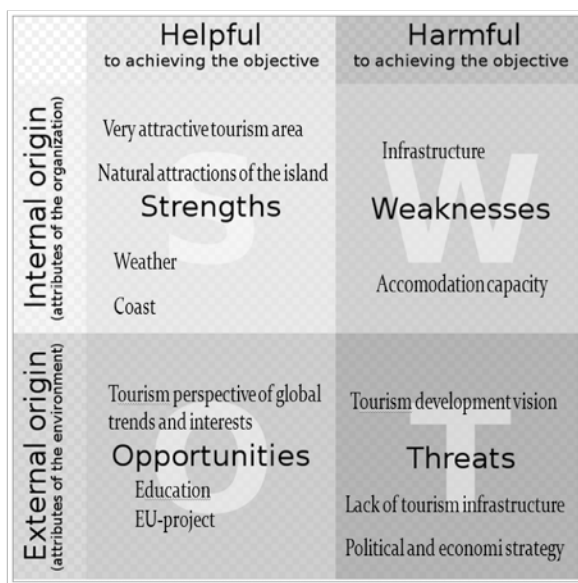 Helpful
to achieving the objective
Harmful
to achieving the objective
Internal origin
(attributes of the organization)
S
Very attractive tourism area
Natural attractions of the island
Strengths
Weather
Coast
W
Infrastructure
Weaknesses
Accomodation capacity
External origin
(attributes of the environment)
O
Tourism perspective of global
trends and interests
Opportunities
Education
EU-project
T
Tourism development vision
Threats
Lack of tourism infrastructure
Political and economi strategy